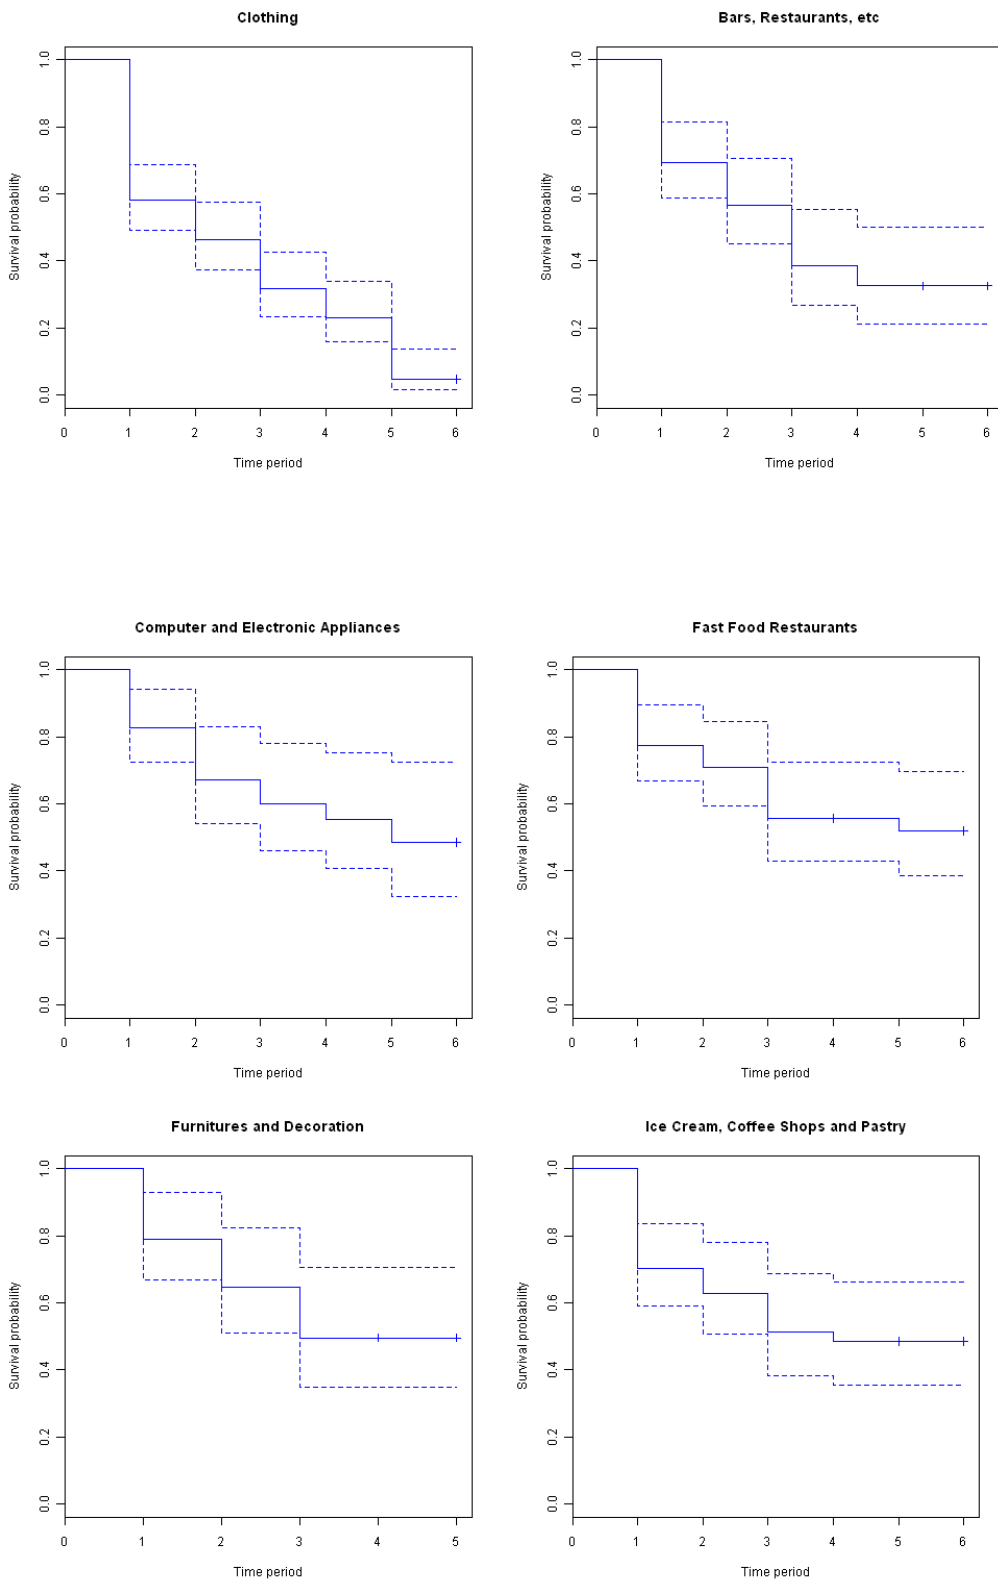 Clothing
Survival probability
1.0
0.8
0.6
0.4
0.2
0.0
0 1 2 3 4 5 6
Time period
Bars, Restaurants, etc
Survival probability
1.0
0.8
0.6
0.4
0.2
0.0
0 1 2 3 4 5 6
Time period
Computer and Electronic Appliances
Survival probability
1.0
0.8
0.6
0.4
0.2
0.0
0 1 2 3 4 5 6
Time period
Fast Food Restaurants
Survival probability
1.0
0.8
0.6
0.4
0.2
0.0
0 1 2 3 4 5 6
Time period
Furnitures and Decoration
Survival probability
1.0
0.8
0.6
0.4
0.2
0.0
0 1 2 3 4 5
Time period
Ice Cream, Coffee Shops and Pastry
Survival probability
1.0
0.8
0.6
0.4
0.2
0.0
0 1 2 3 4 5 6
Time period